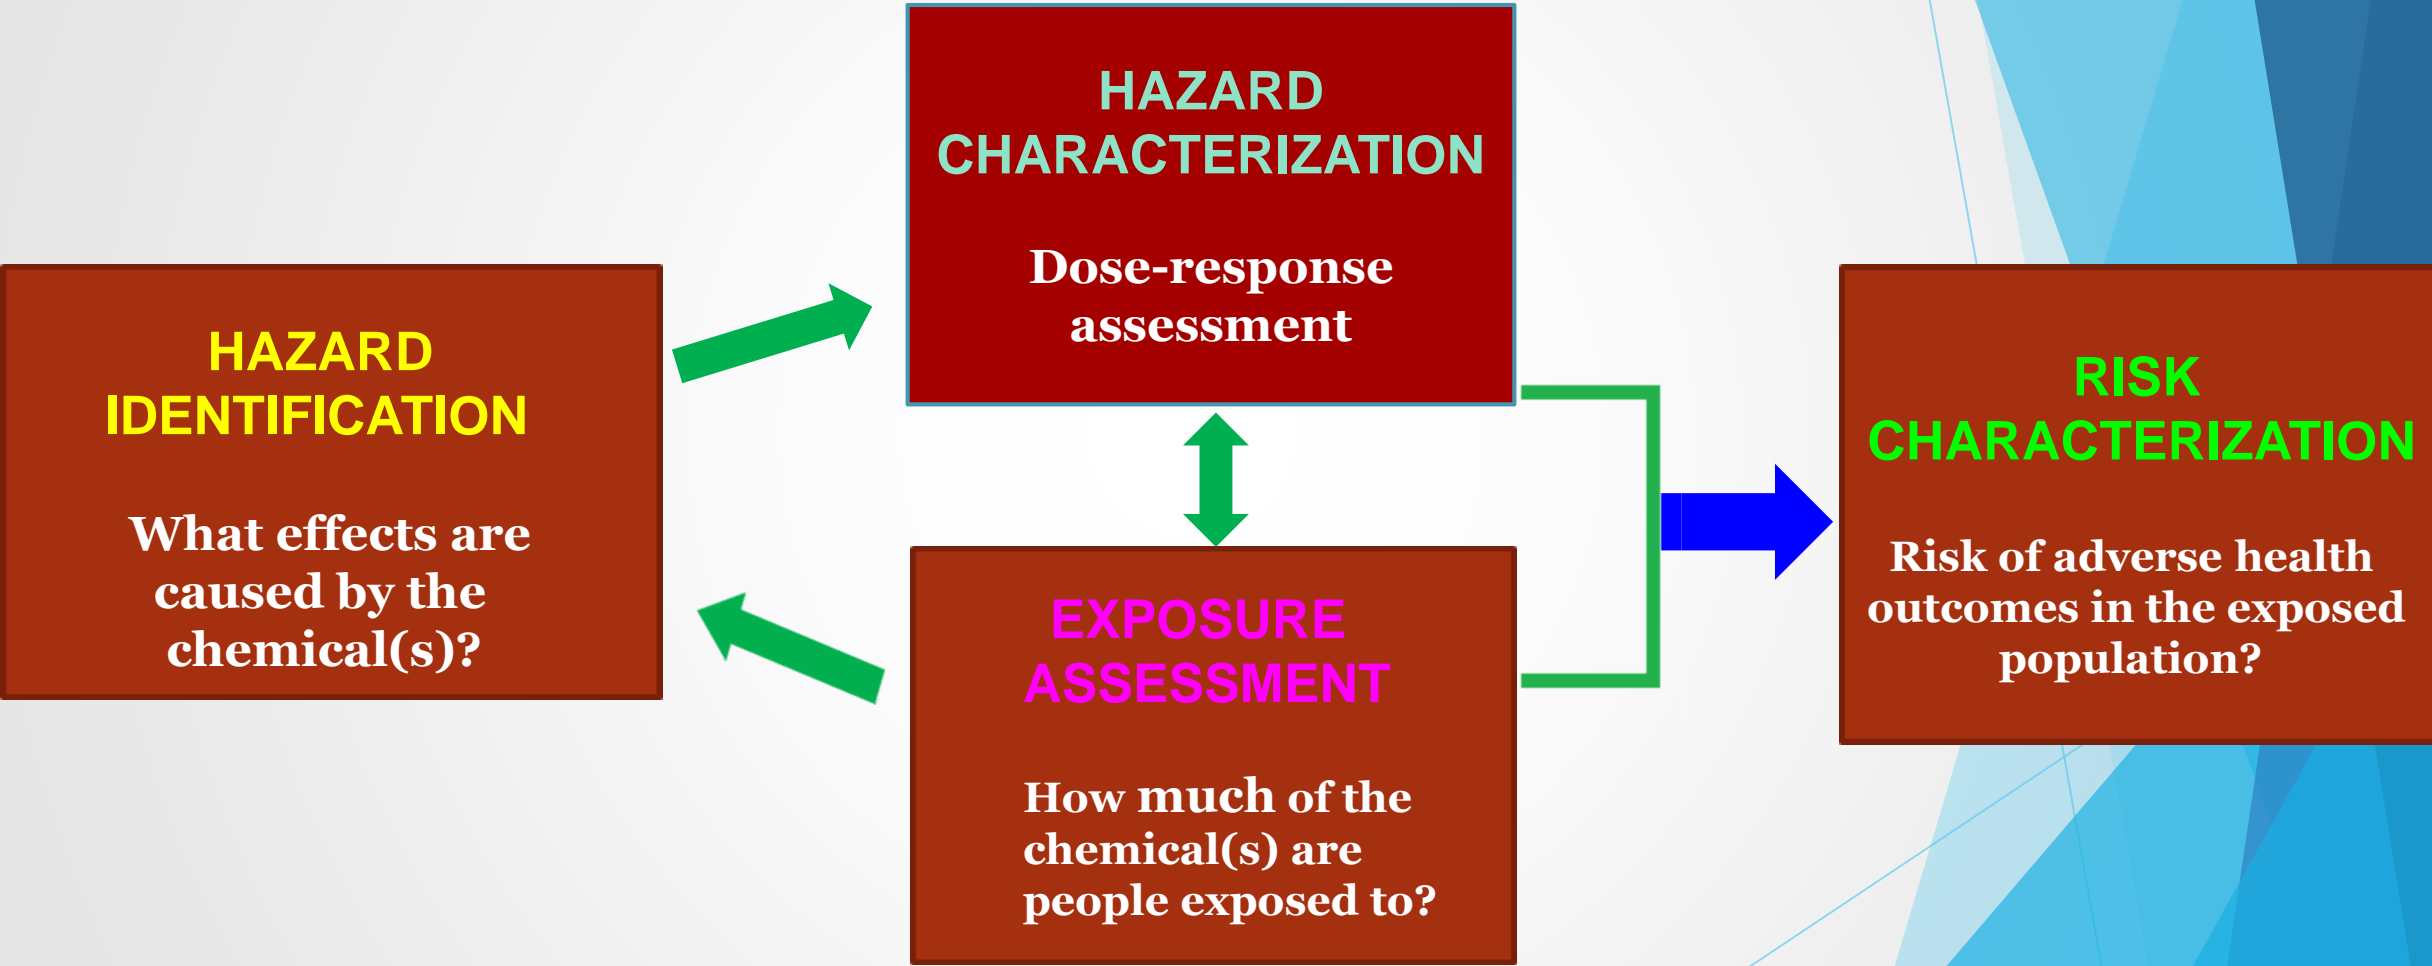 HAZARD
IDENTIFICATION
What effects are
caused by the
chemical(s)?
HAZARD
CHARACTERIZATION
Dose-response
assessment
EXPOSURE
ASSESSMENT
How much of the
chemical(s) are
people exposed to?
RISK
CHARACTERIZATION
Risk of adverse health
outcomes in the exposed
population?